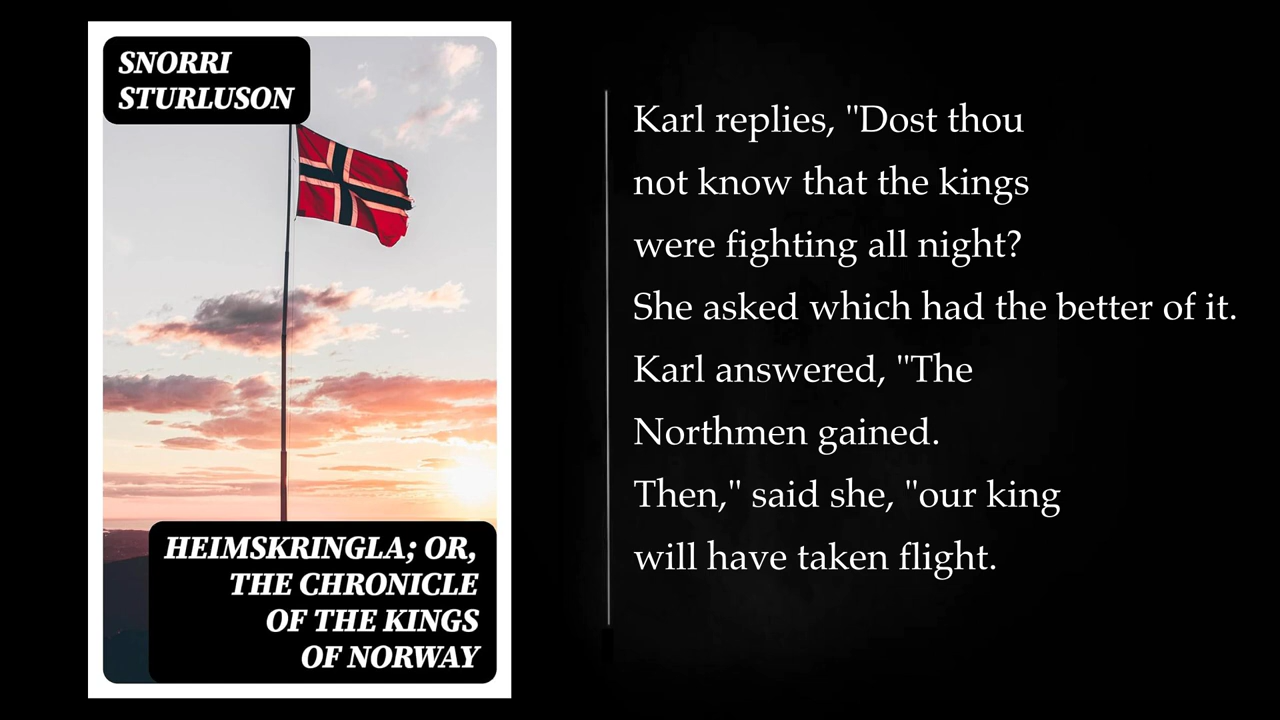 SNORRI
STURLUSON
HEIMSKRINGLA; OR,
THE CHRONICLE
OF THE KINGS
OF NORWAY
Karl replies, "Dost thou
not know that the kings
were fighting all night?
She asked which had the better of it.
Karl answered, "The
Northmen gained.
Then," said she, "our king
will have taken flight.